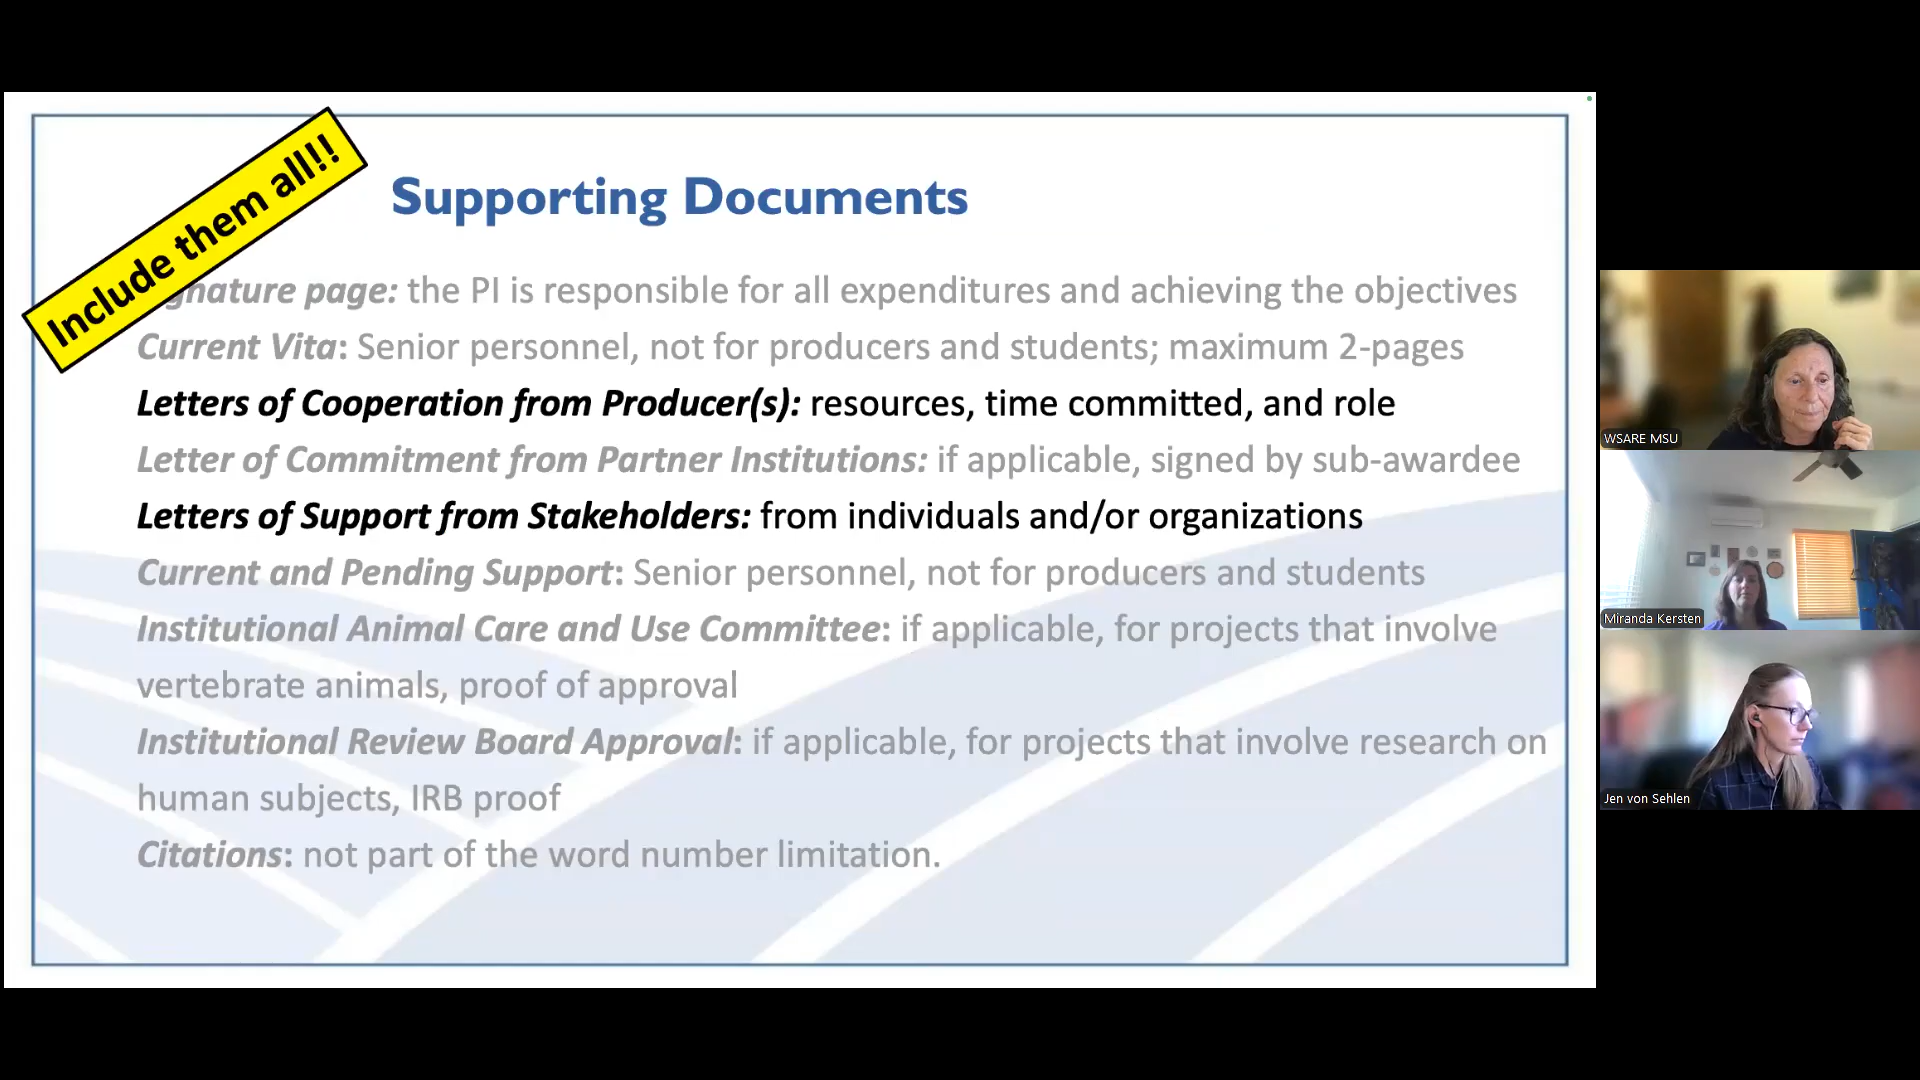 Include them all!!
Supporting Documents
gnature page: the PI is responsible for all expenditures and achieving the objectives
Current Vita: Senior personnel, not for producers and students; maximum 2-pages
Letters of Cooperation from Producer(s): resources, time committed, and role
Letter of Commitment from Partner Institutions: if applicable, signed by sub-awardee
Letters of Support from Stakeholders: from individuals and/or organizations
Current and Pending Support: Senior personnel, not for producers and students
Institutional Animal Care and Use Committee: if applicable, for projects that involve
vertebrate animals, proof of approval
Institutional Review Board Approval: if applicable, for projects that involve research on
human subjects, IRB proof
Citations: not part of the word number limitation.
WSARE MSU
Miranda Kersten
Jen von Sehlen